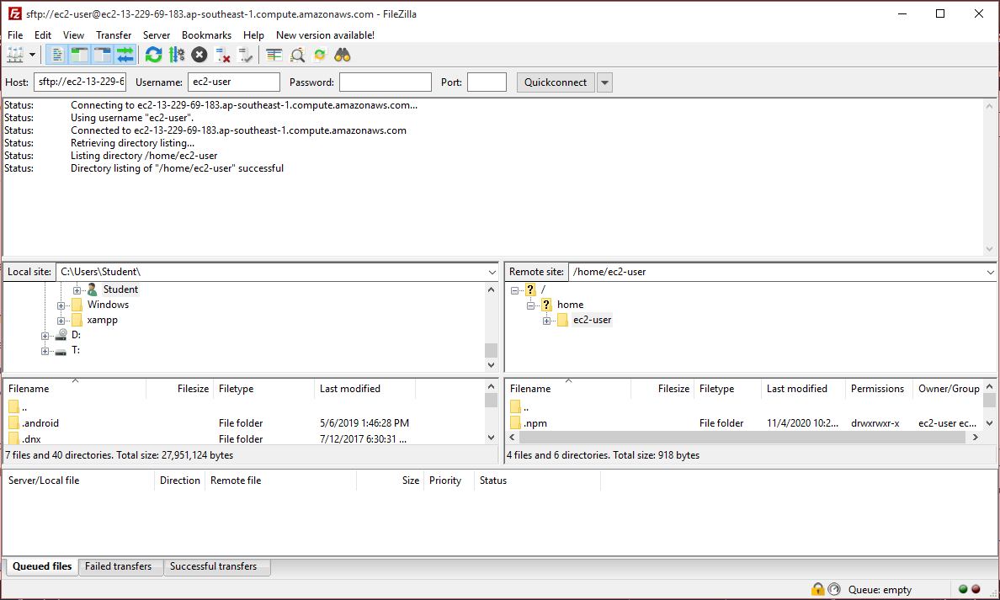 sftp://ec2-user@ec2-13-229-69-183.ap-southeast-1.compute.amazonaws.com - FileZilla
File Edit View Transfer Server Bookmarks Help New version available!
Host: sftp://ec2-13-229-6 Username: ec2-user Password: Port: Quickconnect
Status: Connecting to ec2-13-229-69-183.ap-southeast-1.compute.amazonaws.com...
Status: Using username "ec2-user".
Status: Connected to ec2-13-229-69-183.ap-southeast-1.compute.amazonaws.com
Status: Retrieving directory listing...
Status: Listing directory /home/ec2-user
Status: Directory listing of "/home/ec2-user" successful
Local site: C:\Users\Student\
Student
Windows
xampp
D:
T:
Remote site: /home/ec2-user
/
home
ec2-user
Filename Filesize Filetype Last modified
..
.android File folder 5/6/2019 1:46:28 PM
.dnx File folder 7/12/2017 6:30:31 ...
7 files and 40 directories. Total size: 27,951,124 bytes
Filename Filesize Filetype Last modified Permissions Owner/Group
..
.npm File folder 11/4/2020 10:2... drwxrwxr-x ec2-user ec...
4 files and 6 directories. Total size: 918 bytes
Server/Local file Direction Remote file Size Priority Status
Queued files Failed transfers Successful transfers
Queue: empty